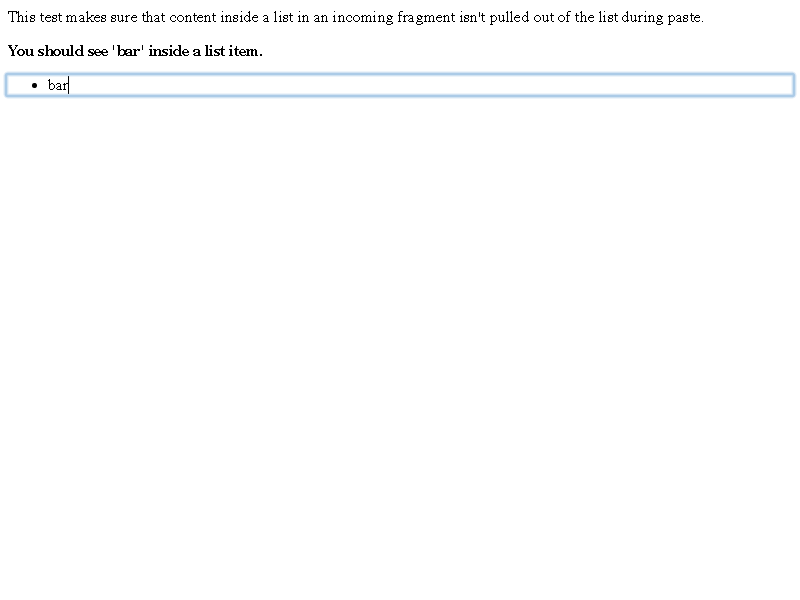 This test makes sure that content inside a list in an incoming fragment isn't pulled out of the list during paste.
You should see 'bar' inside a list item.
• bar